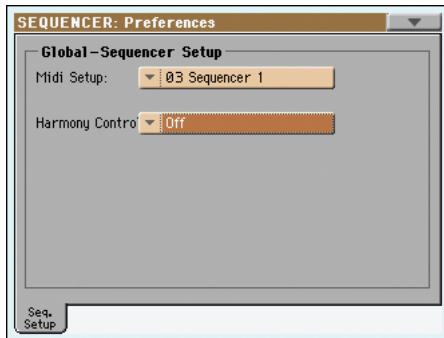 SEQUENCER: Preferences
Global-Sequencer Setup
Midi Setup: 03 Sequencer 1
Harmony Contro Off
Seq.
Setup